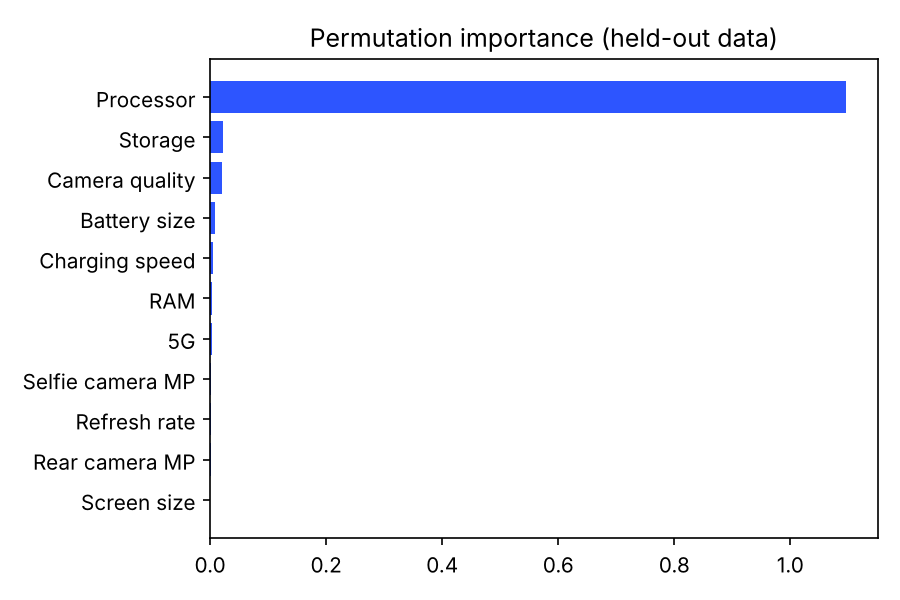 Permutation importance (held-out data)
Processor
Storage
Camera quality
Battery size
Charging speed
RAM
5G
Selfie camera MP
Refresh rate
Rear camera MP
Screen size
0.0 0.2 0.4 0.6 0.8 1.0